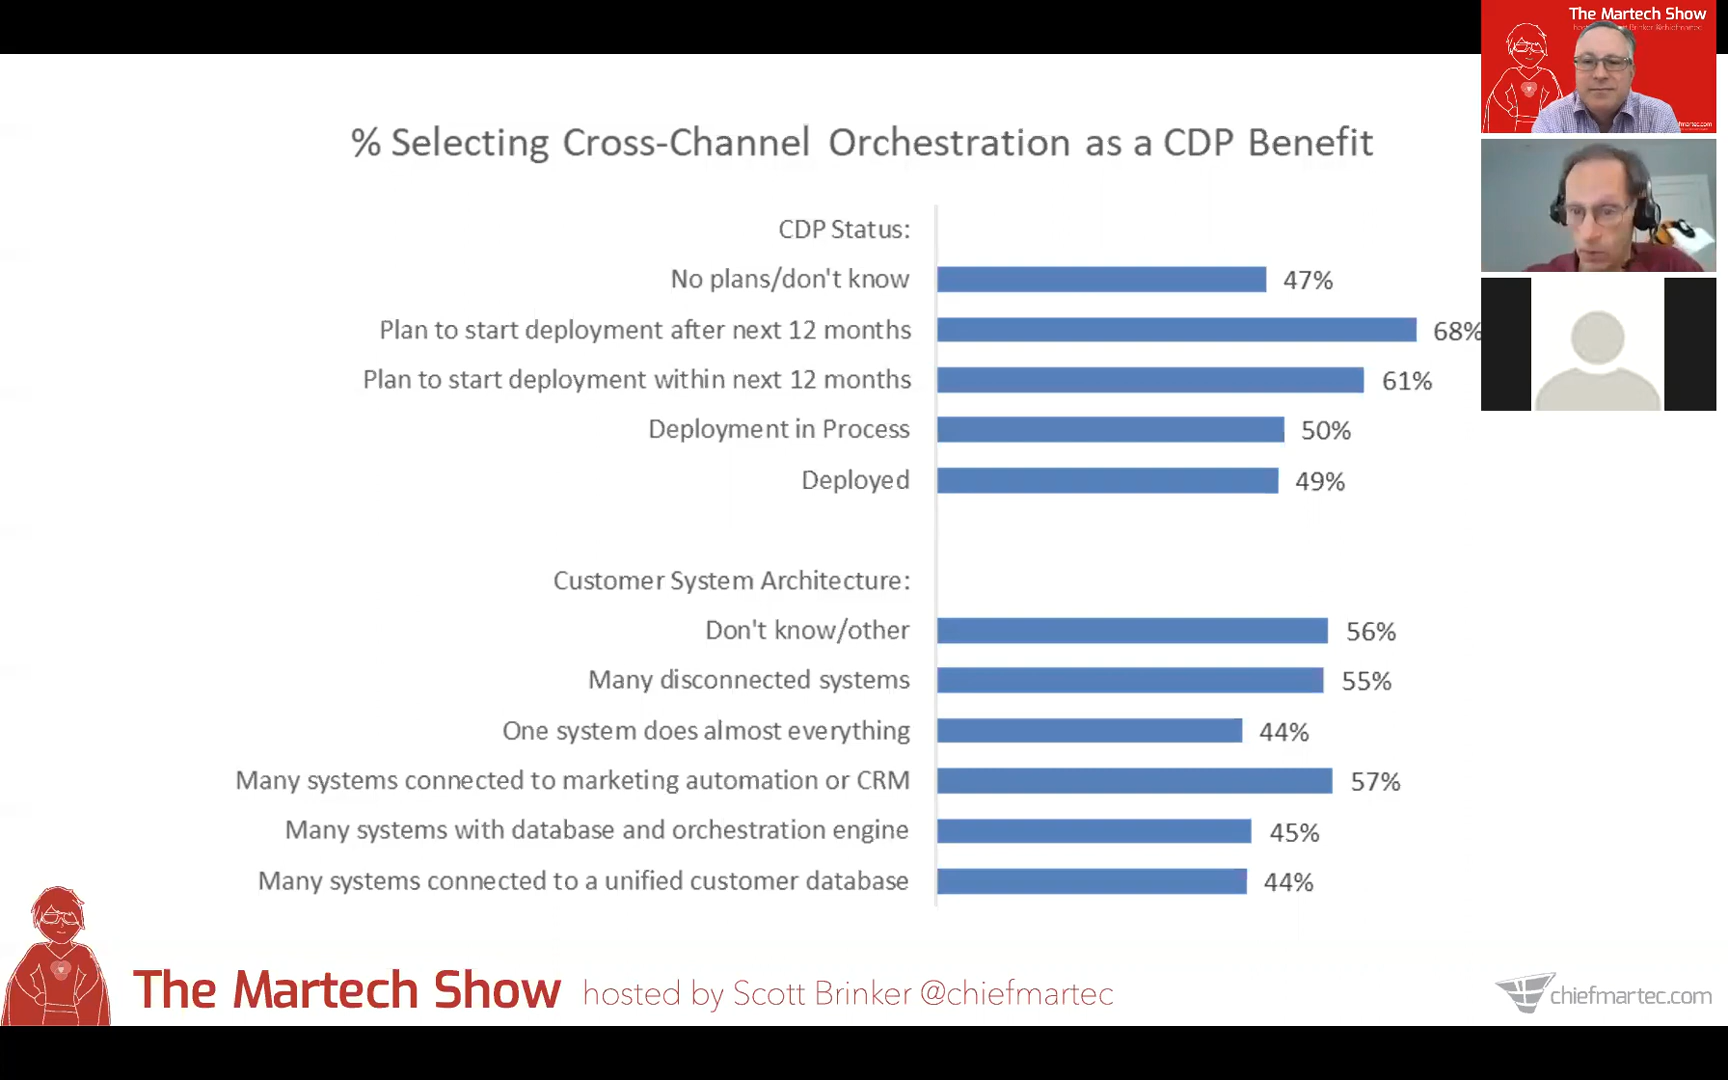 The Martech Show
% Selecting Cross-Channel Orchestration as a CDP Benefit
CDP Status:
No plans/don't know 47%
Plan to start deployment after next 12 months 68%
Plan to start deployment within next 12 months 61%
Deployment in Process 50%
Deployed 49%
Customer System Architecture:
Don't know/other 56%
Many disconnected systems 55%
One system does almost everything 44%
Many systems connected to marketing automation or CRM 57%
Many systems with database and orchestration engine 45%
Many systems connected to a unified customer database 44%
The Martech Show hosted by Scott Brinker @chiefmartec
chiefmartec.com